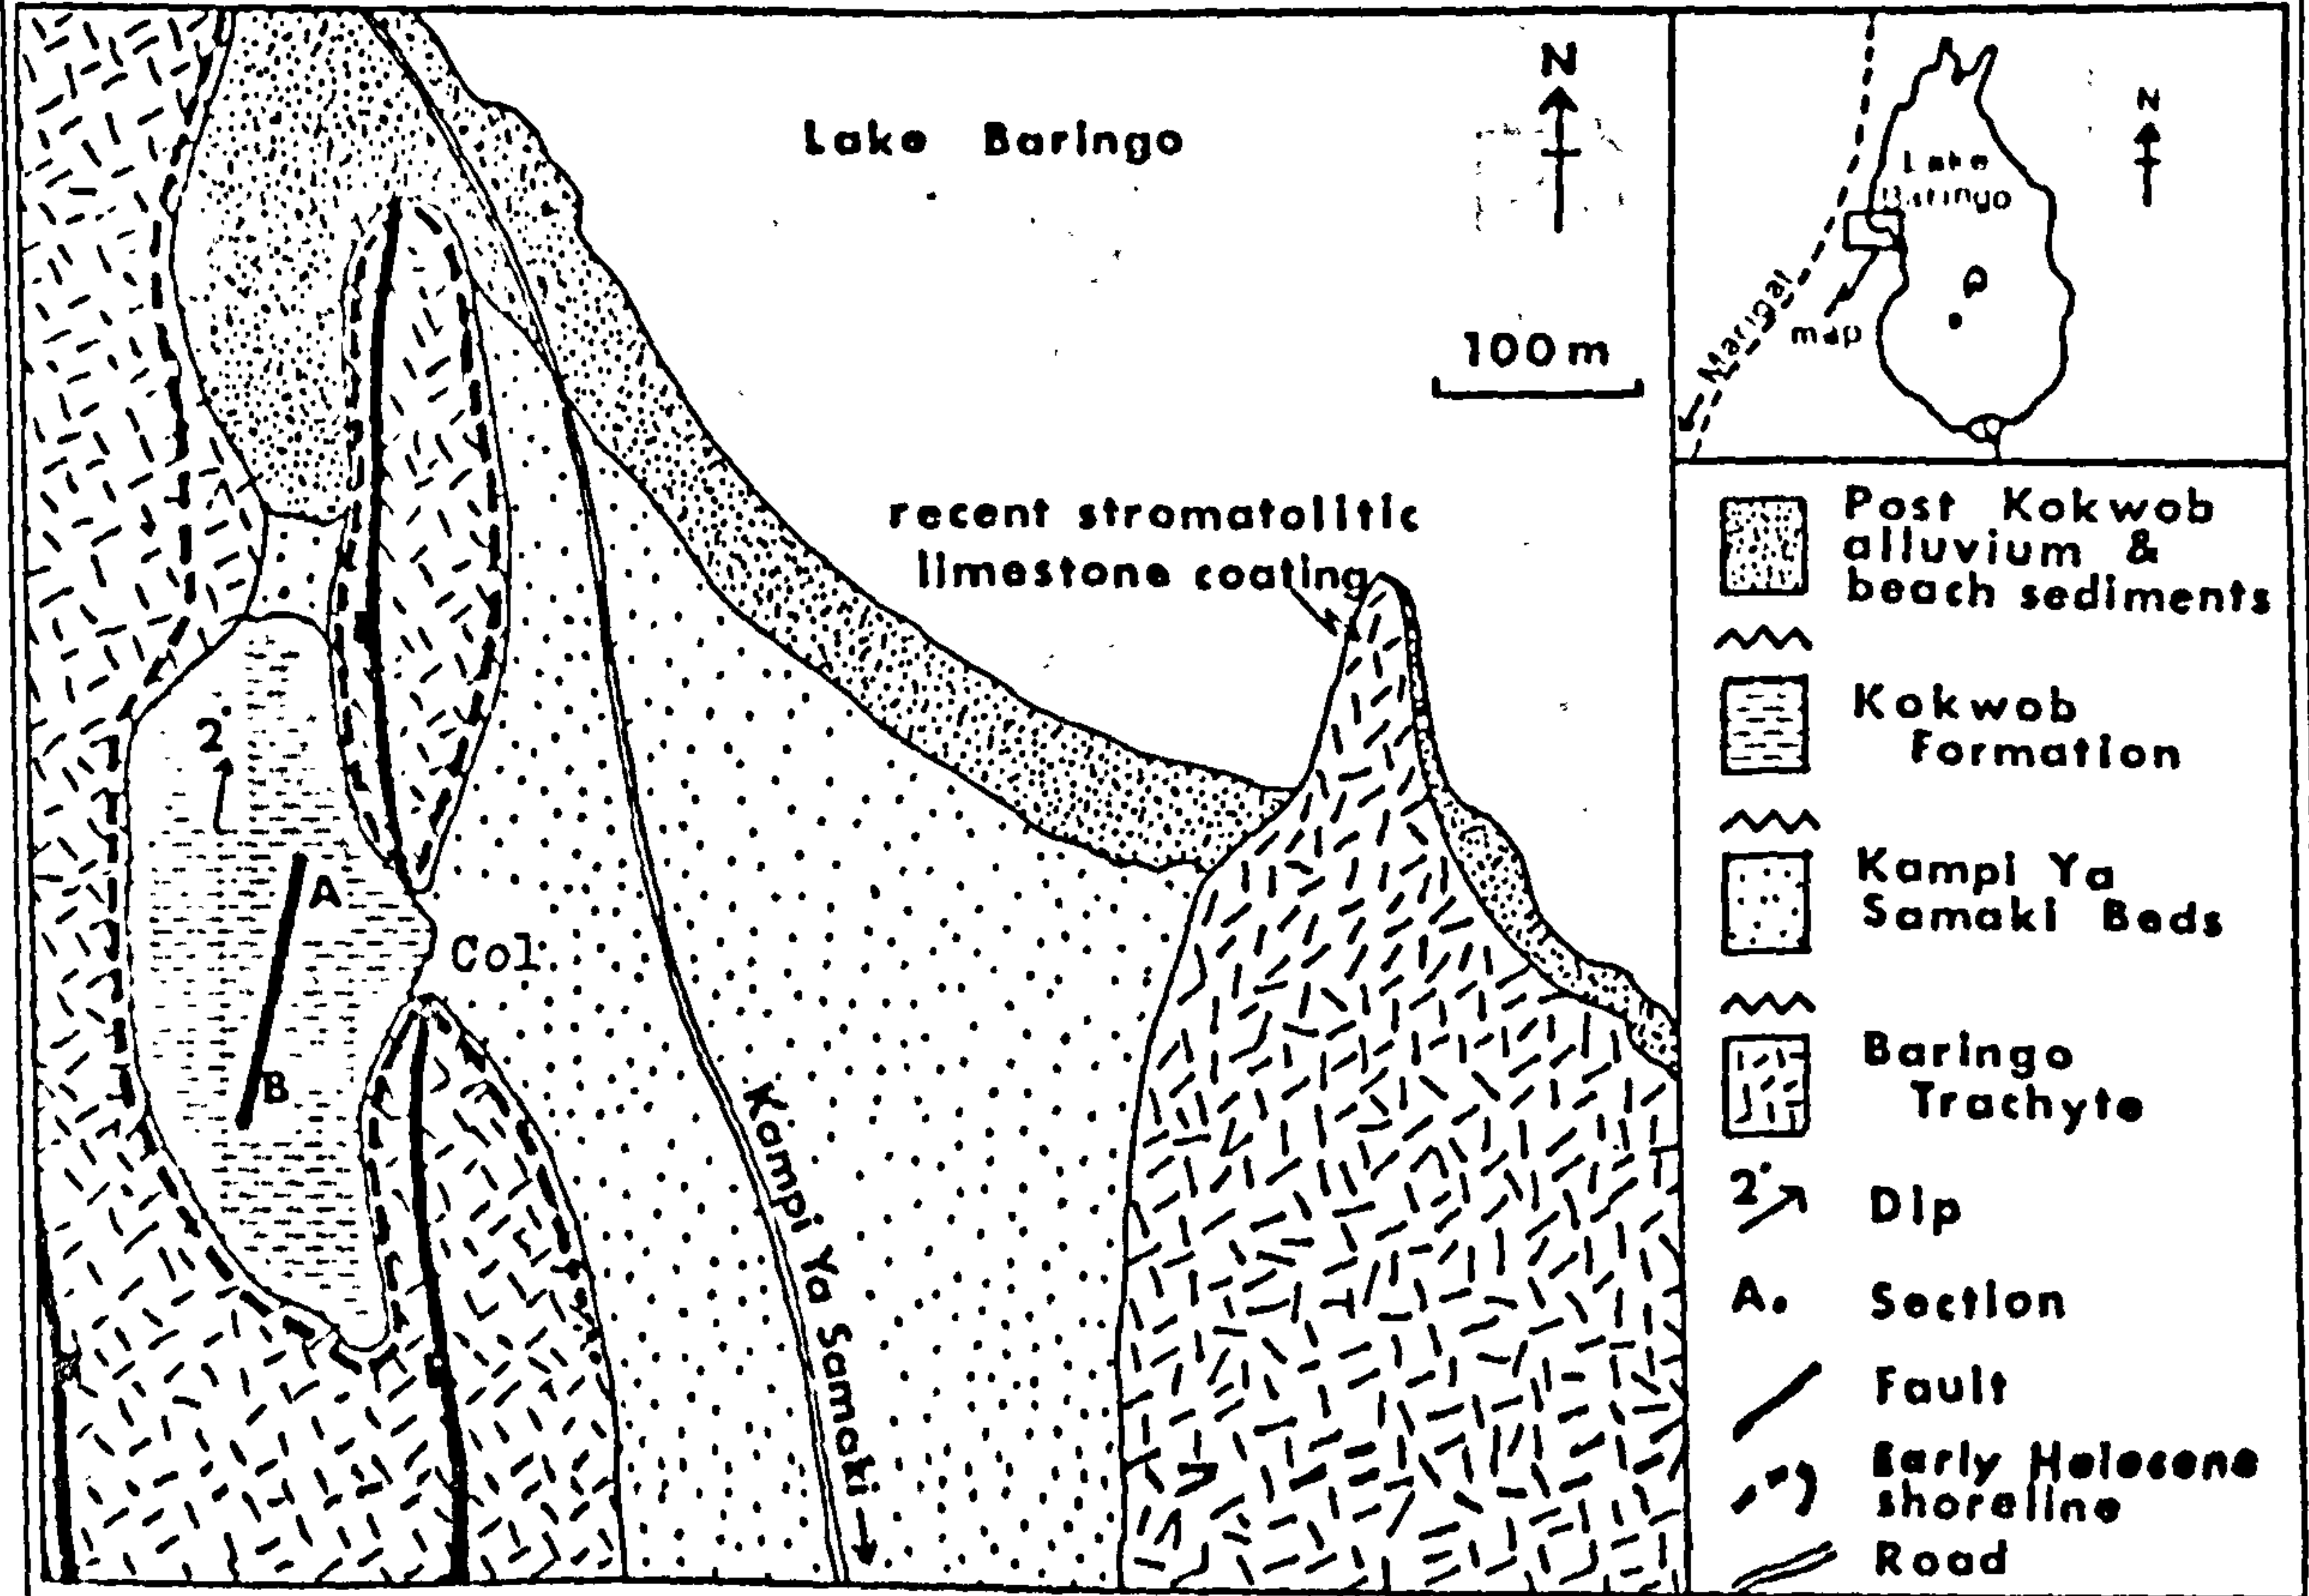 Lake Baringo
N
100m
recent stromatolitic
limestone coating
2°
A
B
Col
Kampi Ya Samaki
N
Lake
Baringo
Marigat
map
Post Kokwob
alluvium &
beach sediments
Kokwob
Formation
Kampi Ya
Samaki Beds
Baringo
Trachyte
2° Dip
A. Section
Fault
Early Holocene
shoreline
Road